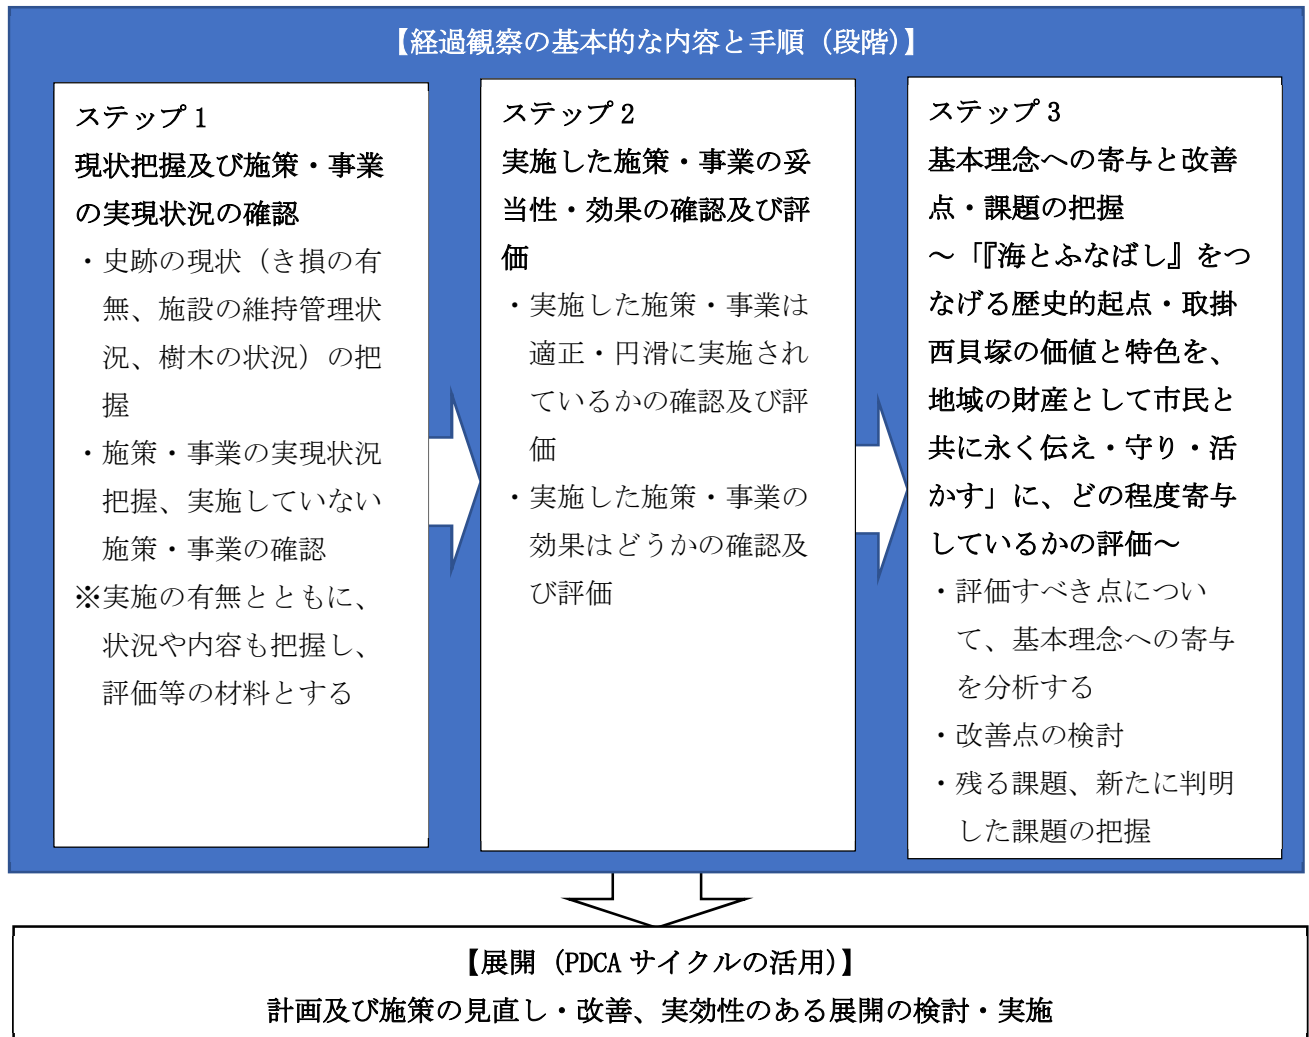 【経過観察の基本的な内容と手順（段階）】
ステップ1
現状把握及び施策・事業
の実現状況の確認
・史跡の現状（き損の有
無、施設の維持管理状
況、樹木の状況）の把
握
・施策・事業の実現状況
把握、実施していない
施策・事業の確認
※実施の有無とともに、
状況や内容も把握し、
評価等の材料とする
ステップ2
実施した施策・事業の妥
当性・効果の確認及び評
価
・実施した施策・事業は
適正・円滑に実施され
ているかの確認及び評
価
・実施した施策・事業の
効果はどうかの確認及
び評価
ステップ3
基本理念への寄与と改善
点・課題の把握
～「『海とふなばし』をつ
なげる歴史的起点・取掛
西貝塚の価値と特色を、
地域の財産として市民と
共に永く伝え・守り・活
かす」に、どの程度寄与
しているかの評価～
・評価すべき点につい
て、基本理念への寄与
を分析する
・改善点の検討
・残る課題、新たに判明
した課題の把握
【展開（PDCAサイクルの活用）】
計画及び施策の見直し・改善、実効性のある展開の検討・実施